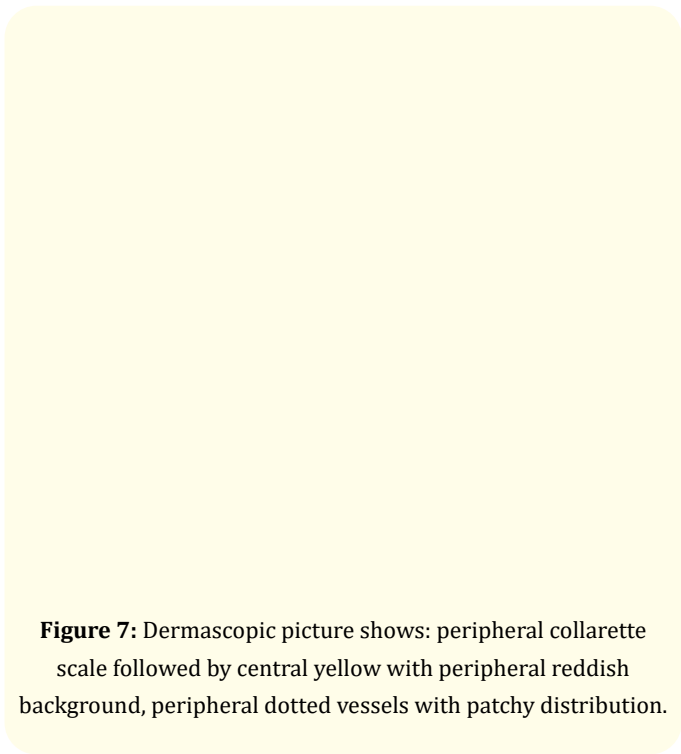 Figure 7: Dermascopic picture shows: peripheral collarette
scale followed by central yellow with peripheral reddish
background, peripheral dotted vessels with patchy distribution.